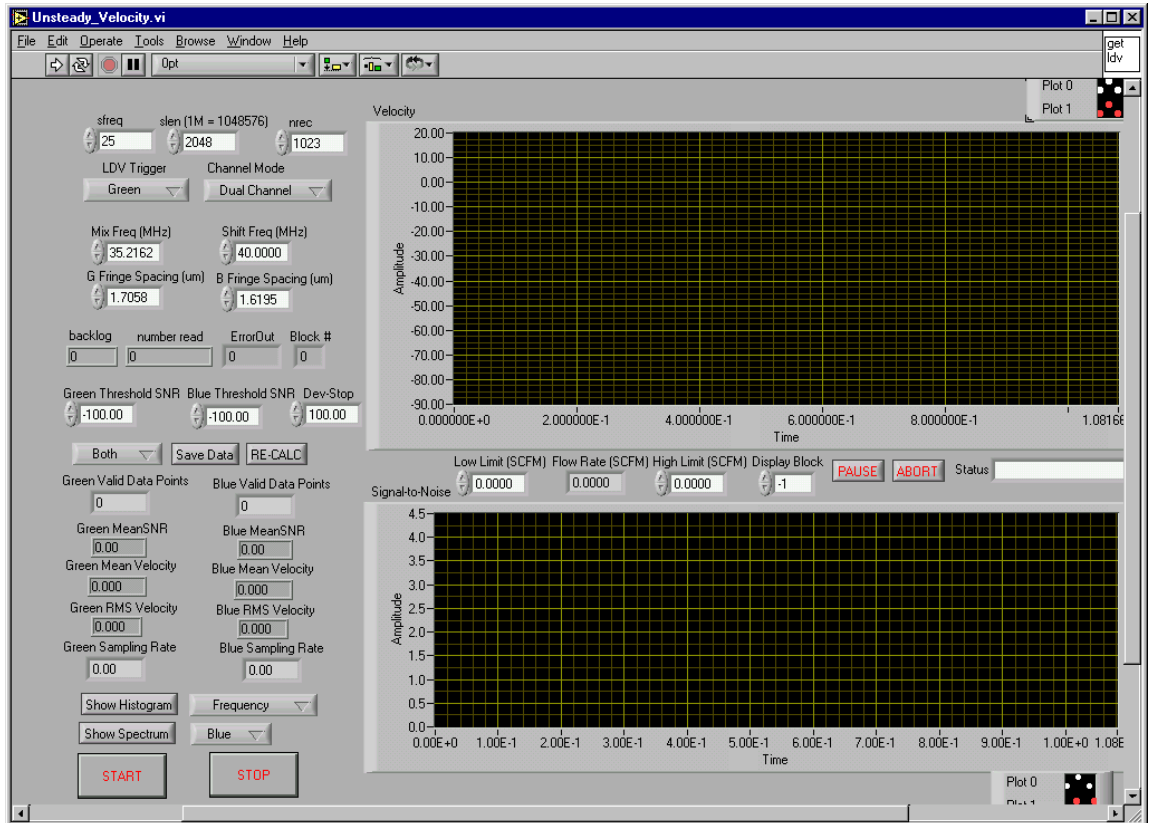 Unsteady_Velocity.vi
File Edit Operate Tools Browse Window Help
0pt
get
ldv
Plot 0
Plot 1
sfreq slen (1M = 1048576) nrec
25 2048 1023
LDV Trigger Channel Mode
Green Dual Channel
Mix Freq (MHz) Shift Freq (MHz)
35.2162 40.0000
G Fringe Spacing (um) B Fringe Spacing (um)
1.7058 1.6195
backlog number read ErrorOut Block #
0 0 0 0
Green Threshold SNR Blue Threshold SNR Dev-Stop
-100.00 -100.00 100.00
Both Save Data RE-CALC
Green Valid Data Points Blue Valid Data Points
0 0
Green MeanSNR Blue MeanSNR
0.00 0.00
Green Mean Velocity Blue Mean Velocity
0.000 0.000
Green RMS Velocity Blue RMS Velocity
0.000 0.000
Green Sampling Rate Blue Sampling Rate
0.00 0.00
Show Histogram Frequency
Show Spectrum Blue
START STOP
Velocity
20.00
10.00
0.00
-10.00
-20.00
-30.00
-40.00
-50.00
-60.00
-70.00
-80.00
-90.00
Amplitude
0.000000E+0 2.000000E-1 4.000000E-1 6.000000E-1 8.000000E-1 1.08166
Time
Low Limit (SCFM) Flow Rate (SCFM) High Limit (SCFM) Display Block
0.0000 0.0000 0.0000 -1 PAUSE ABORT Status
Signal-to-Noise
4.5
4.0
3.5
3.0
2.5
2.0
1.5
1.0
0.5
0.0
Amplitude
0.00E+0 1.00E-1 2.00E-1 3.00E-1 4.00E-1 5.00E-1 6.00E-1 7.00E-1 8.00E-1 9.00E-1 1.00E+0 1.08E
Time
Plot 0
Plot 1